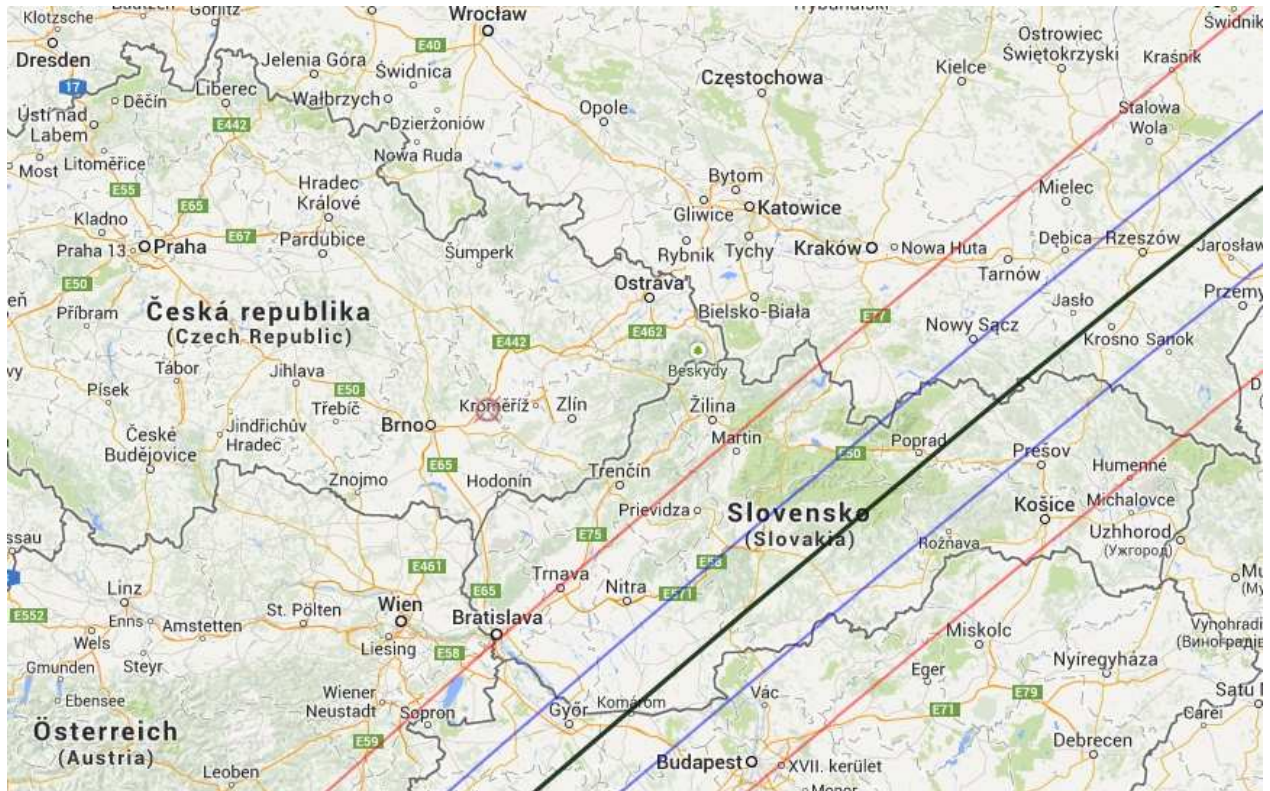 Klotzsche
Görlitz
Wrocław
Świdnik
Dresden
E40
Ostrowiec
Świętokrzyski
Kraśnik
Jelenia Góra
Świdnica
Częstochowa
Kielce
17
Děčín
Liberec
Wałbrzych
Opole
Stalowa
Wola
Ústí nad
Labem
E442
Dzierżoniów
Most
Litoměřice
Nowa Ruda
E55
Hradec
Králové
Bytom
Mielec
Kladno
E65
Gliwice
Katowice
Praha 13
Praha
E67
Pardubice
Šumperk
Rybnik
Tychy
Kraków
Nowa Huta
Dębica
Rzeszów
Jarosław
Tarnów
E50
Ostrava
Bielsko-Biała
Jasło
Przemy
Příbram
Česká republika
(Czech Republic)
E462
E77
Nowy Sącz
E442
Krosno
Sanok
Tábor
Jihlava
Beskydy
Písek
E50
Třebíč
Kroměříž
Zlín
Žilina
České
Budějovice
Jindřichův
Hradec
Brno
Martin
E50
Poprad
Prešov
E65
Znojmo
Hodonín
Trenčín
Humenné
Prievidza
Slovensko
(Slovakia)
Košice
Michalovce
Uzhhorod
(Ужгород)
E75
Rožňava
E58
E461
Linz
Trnava
Nitra
E571
E65
E552
Enns
Amstetten
St. Pölten
Wien
Bratislava
Wels
Liesing
E58
Miskolc
Vynohradi
(Виноградів
Steyr
Gmunden
Eger
Nyíregyháza
Ebensee
Wiener
Neustadt
Sopron
Győr
Komárom
Vác
E79
Satu
E71
Carei
Österreich
(Austria)
E59
Debrecen
Leoben
Budapest
XVII. kerület